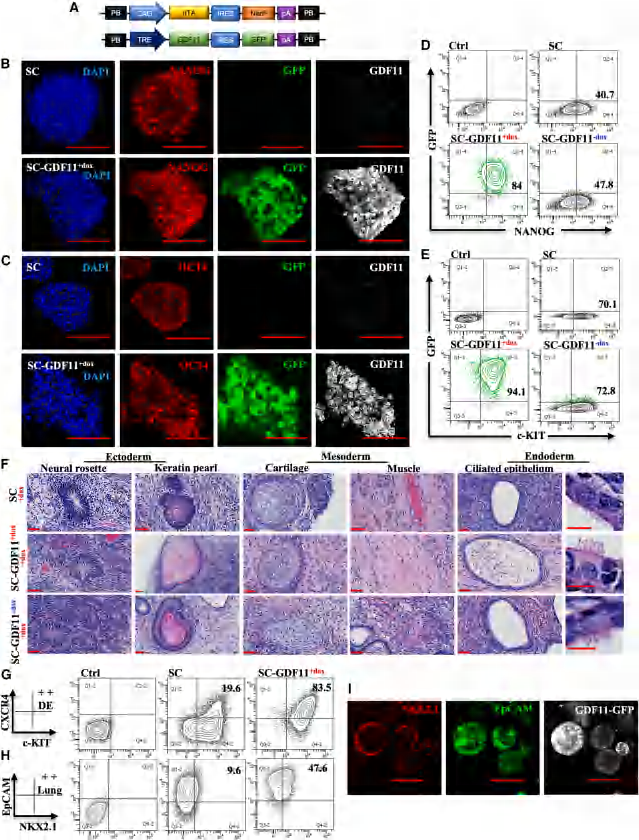 A
PB CAG rtTA IRES NeoR pA PB
PB TRE GDF11 IRES GFP pA PB
B
SC DAPI NANOG GFP GDF11
SC-GDF11+dox DAPI NANOG GFP GDF11
C
SC DAPI OCT4 GFP GDF11
SC-GDF11+dox DAPI OCT4 GFP GDF11
D
Ctrl SC
40.7
SC-GDF11+dox SC-GDF11-dox
84 47.8
GFP
NANOG
E
Ctrl SC
70.1
SC-GDF11+dox SC-GDF11-dox
94.1 72.8
GFP
c-KIT
F
Ectoderm Mesoderm Endoderm
Neural rosette Keratin pearl Cartilage Muscle Ciliated epithelium
SC +dox
SC-GDF11+dox +dox
SC-GDF11-dox +dox
G
Ctrl SC SC-GDF11+dox
++
DE
CXCR4
c-KIT
19.6 83.5
H
++
Lung
EpCAM
NKX2.1
9.6 47.6
I
NKX2.1 EpCAM GDF11-GFP